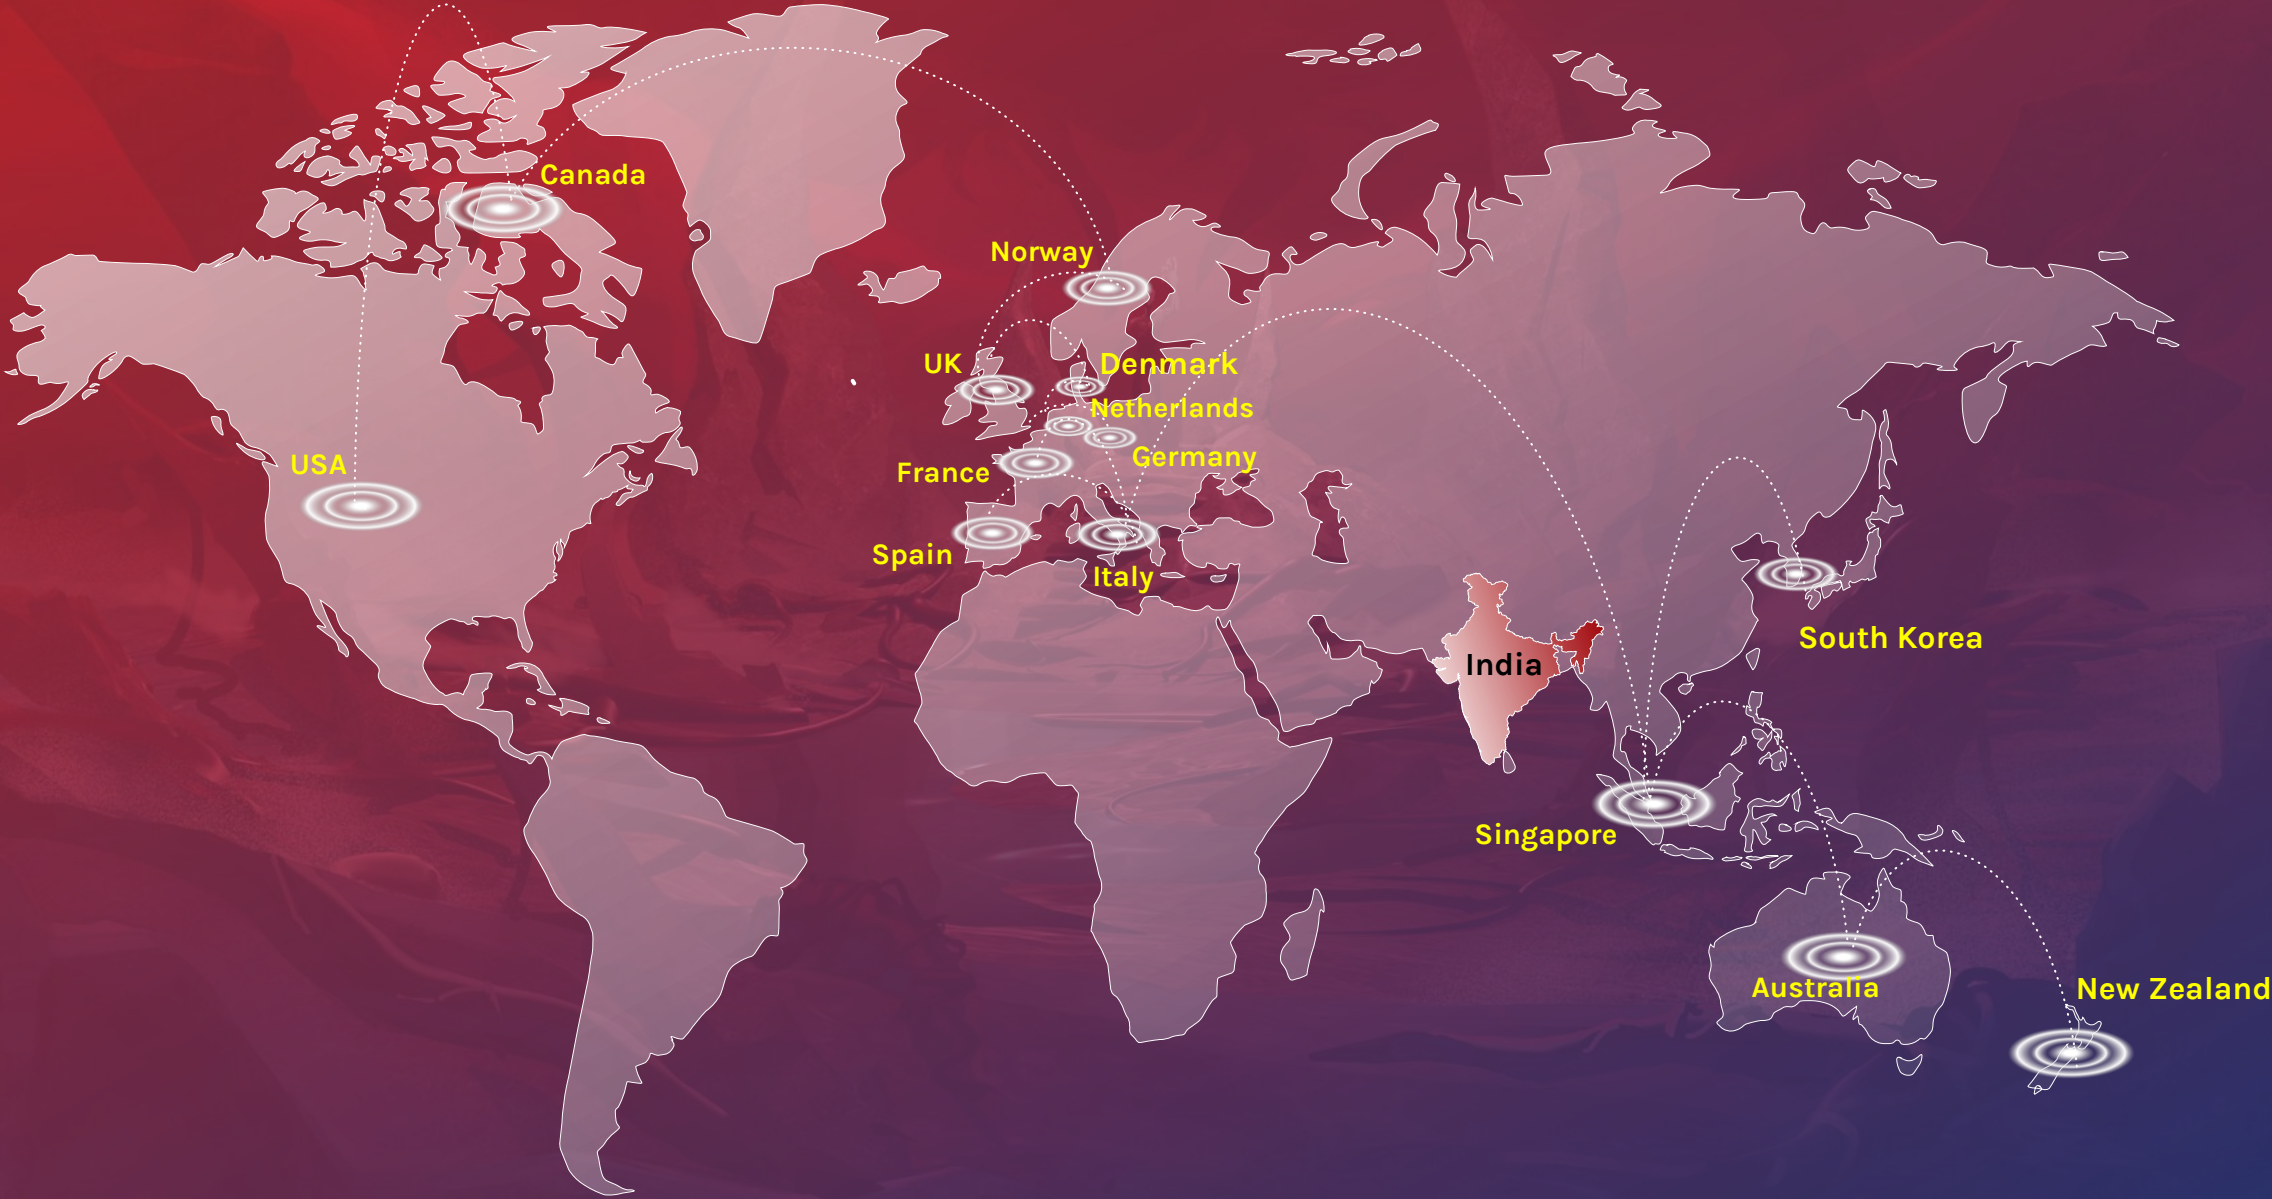 Canada
Norway
UK
Denmark
Netherlands
USA
Germany
France
Spain
Italy
South Korea
India
Singapore
Australia
New Zealand